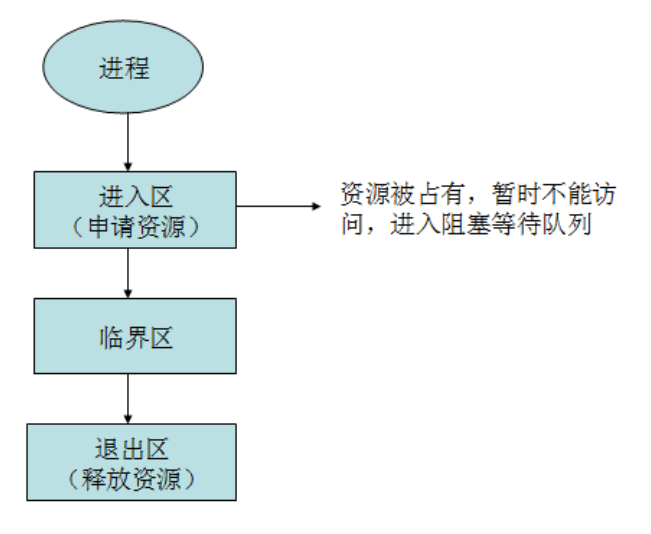 进程
进入区
（申请资源）
资源被占有，暂时不能访
问，进入阻塞等待队列
临界区
退出区
（释放资源）